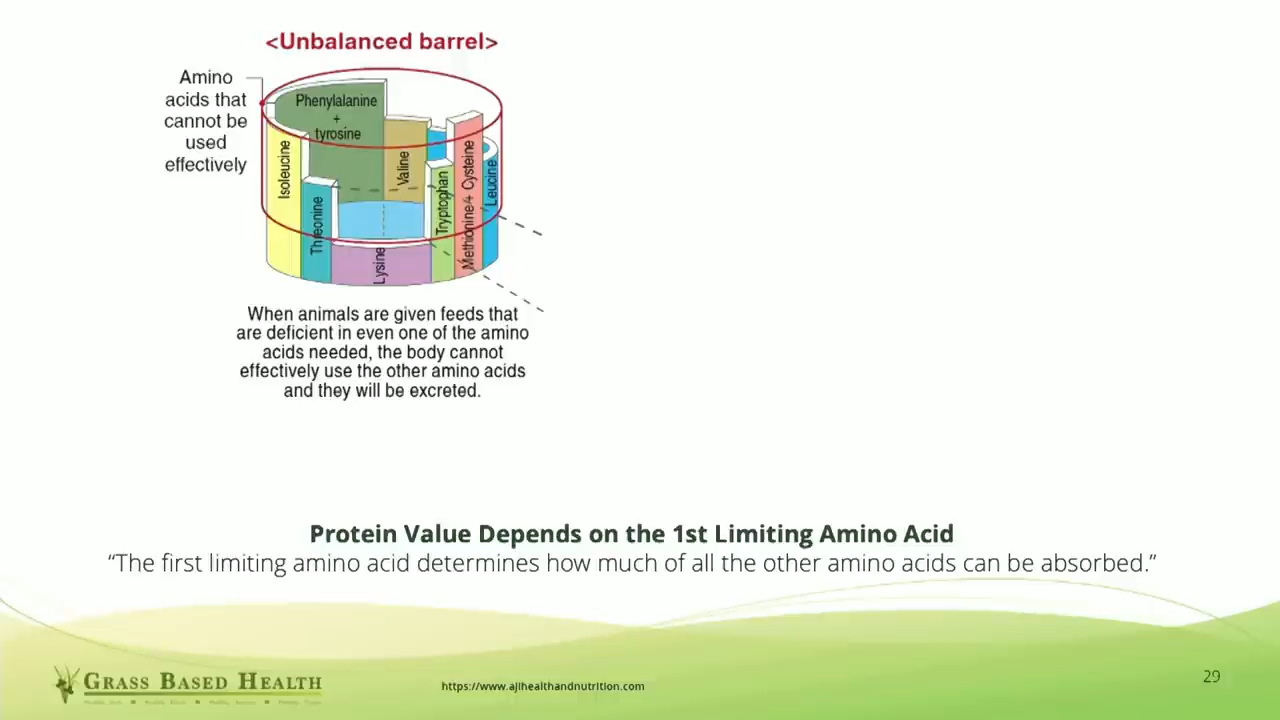 <Unbalanced barrel>
Amino
acids that
cannot be
used
effectively
Phenylalanine
+
tyrosine
Isoleucine
Threonine
Lysine
Valine
Tryptophan
Methionine+ Cysteine
Leucine
When animals are given feeds that
are deficient in even one of the amino
acids needed, the body cannot
effectively use the other amino acids
and they will be excreted.
Protein Value Depends on the 1st Limiting Amino Acid
“The first limiting amino acid determines how much of all the other amino acids can be absorbed.”
GRASS BASED HEALTH
https://www.ajihealthandnutrition.com
29